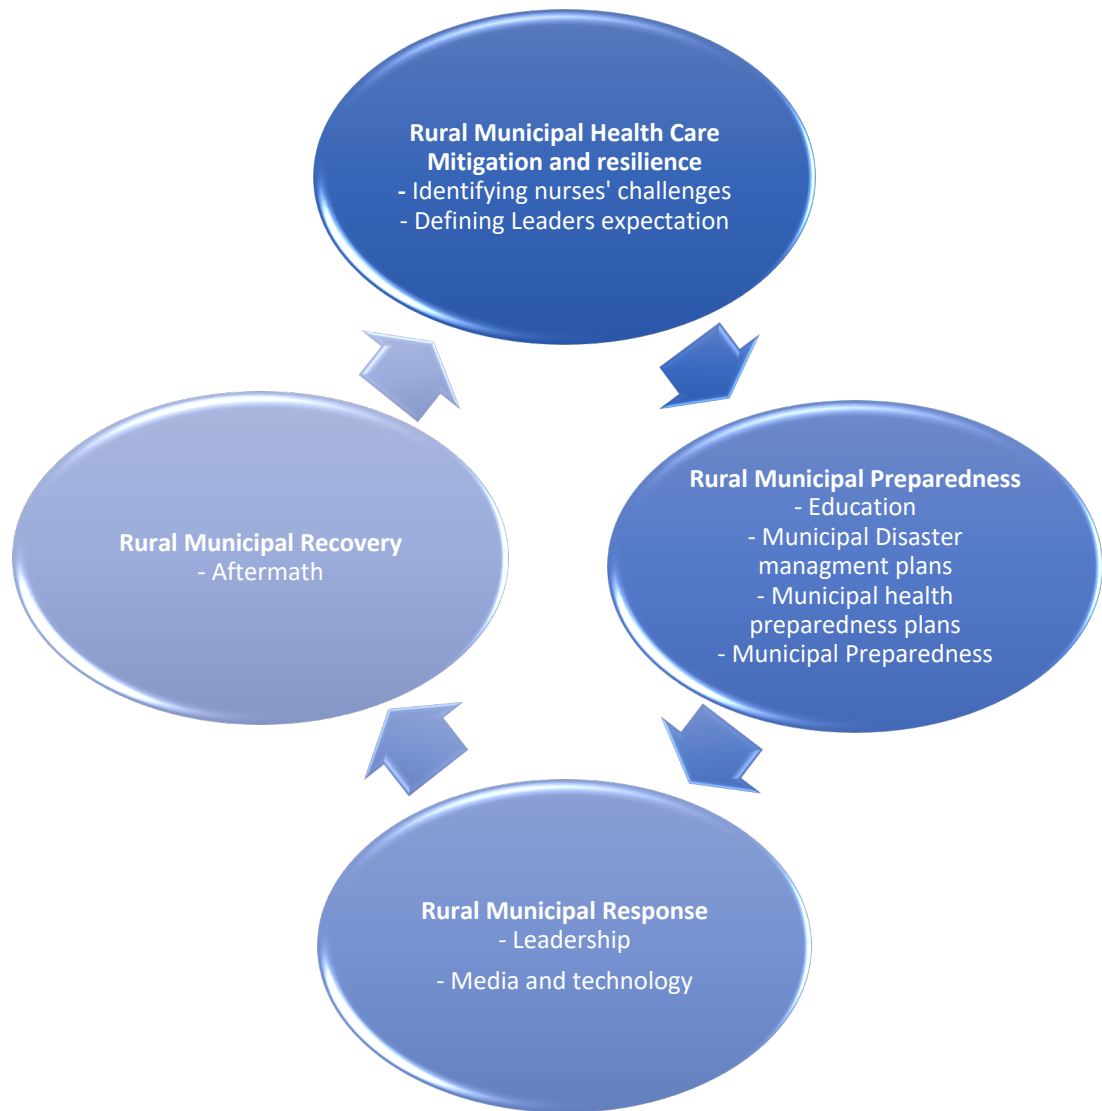 Rural Municipal Health Care
Mitigation and resilience
- Identifying nurses' challenges
- Defining Leaders expectation
Rural Municipal Preparedness
- Education
- Municipal Disaster
managment plans
- Municipal health
preparedness plans
- Municipal Preparedness
Rural Municipal Response
- Leadership
- Media and technology
Rural Municipal Recovery
- Aftermath